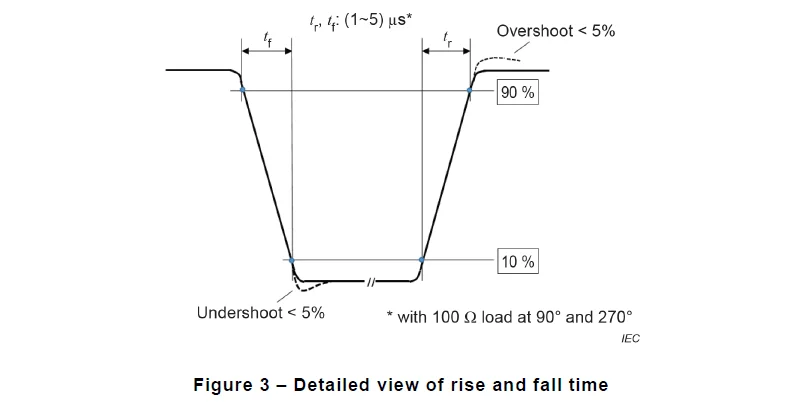 tr, tf: (1~5) μs*
Overshoot < 5%
tf
tr
90 %
10 %
Undershoot < 5%
* with 100 Ω load at 90° and 270°
IEC
Figure 3 – Detailed view of rise and fall time